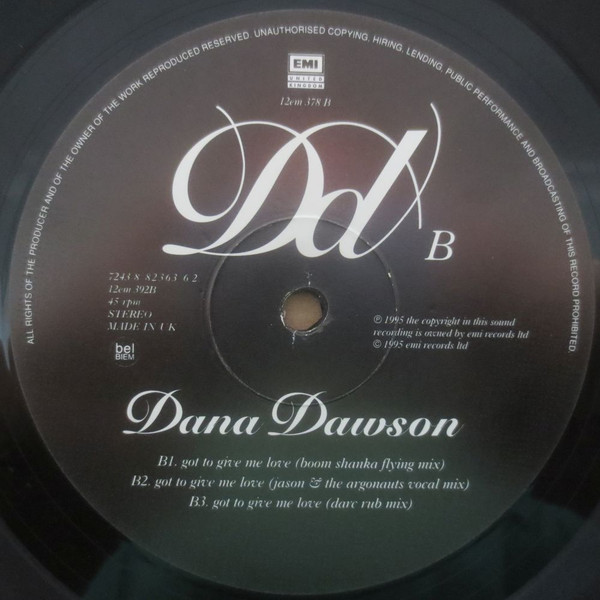 ALL RIGHTS OF THE PRODUCER AND OF THE OWNER OF THE WORK REPRODUCED RESERVED UNAUTHORISED COPYING, HIRING, LENDING, PUBLIC PERFORMANCE AND BROADCASTING OF THIS RECORD PROHIBITED.
EMI
UNITED
KINGDOM
12em 378 B
Dd
B
7243 8 82363 6 2
12em 392B
45 rpm
STEREO
MADE IN UK
bel
BIEM
℗ 1995 the copyright in this sound
recording is owned by emi records ltd
© 1995 emi records ltd
Dana Dawson
B1. got to give me love (boom shanka flying mix)
B2. got to give me love (jason & the argonauts vocal mix)
B3. got to give me love (darc rub mix)